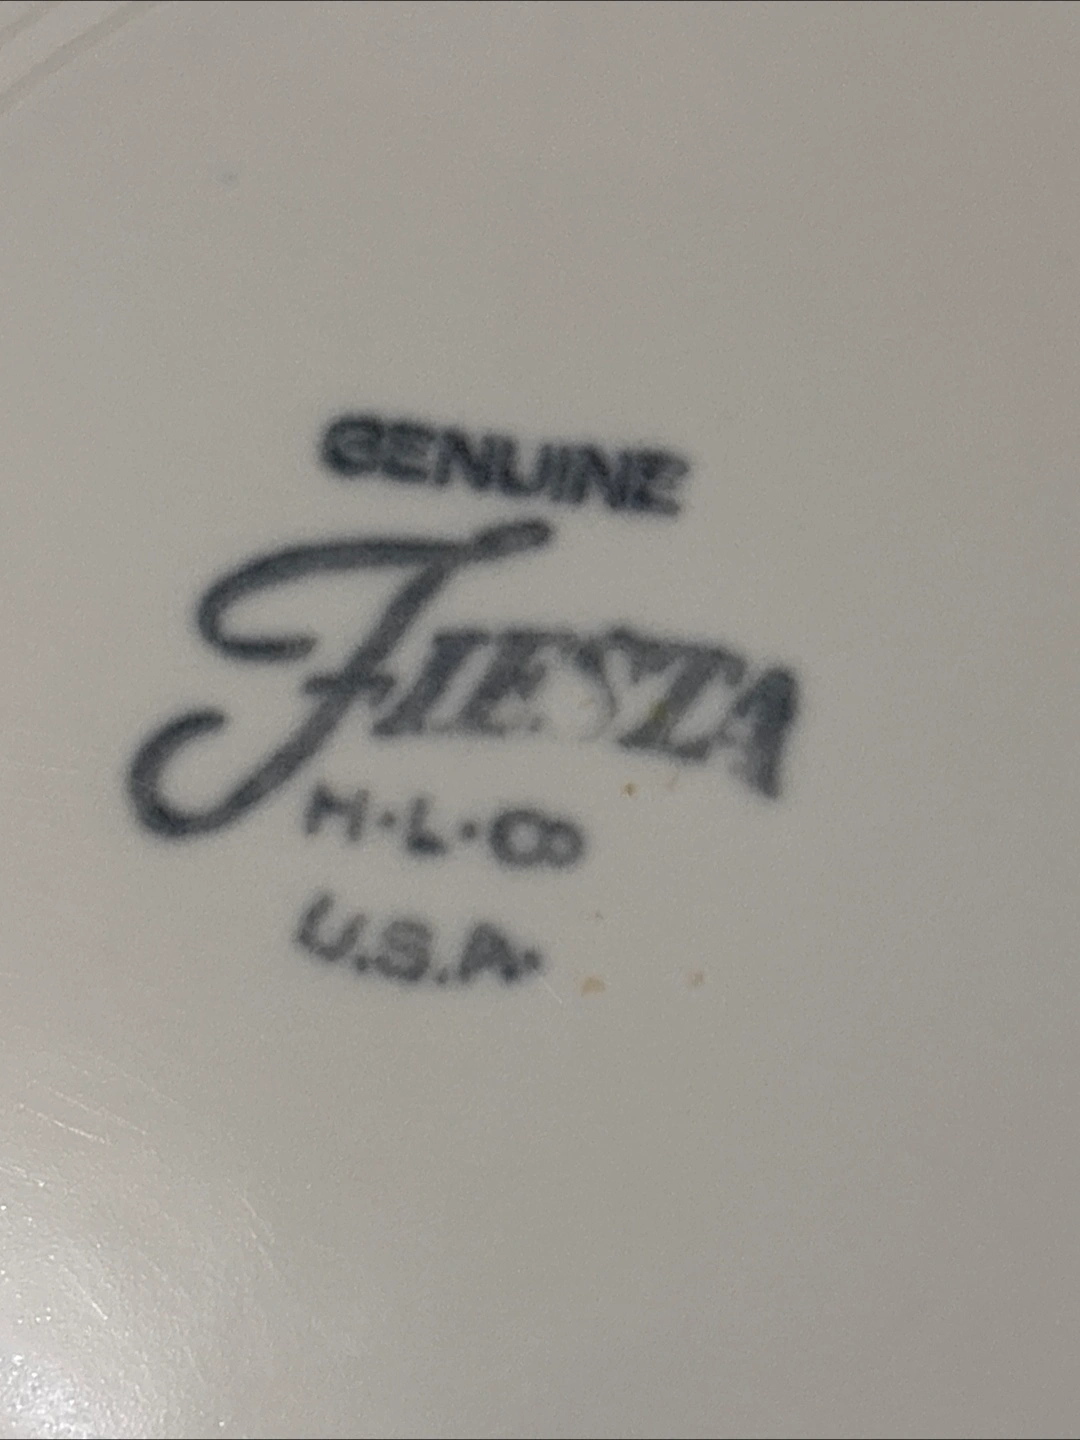 GENUINE
FIESTA
H·L·CO
U.S.A.